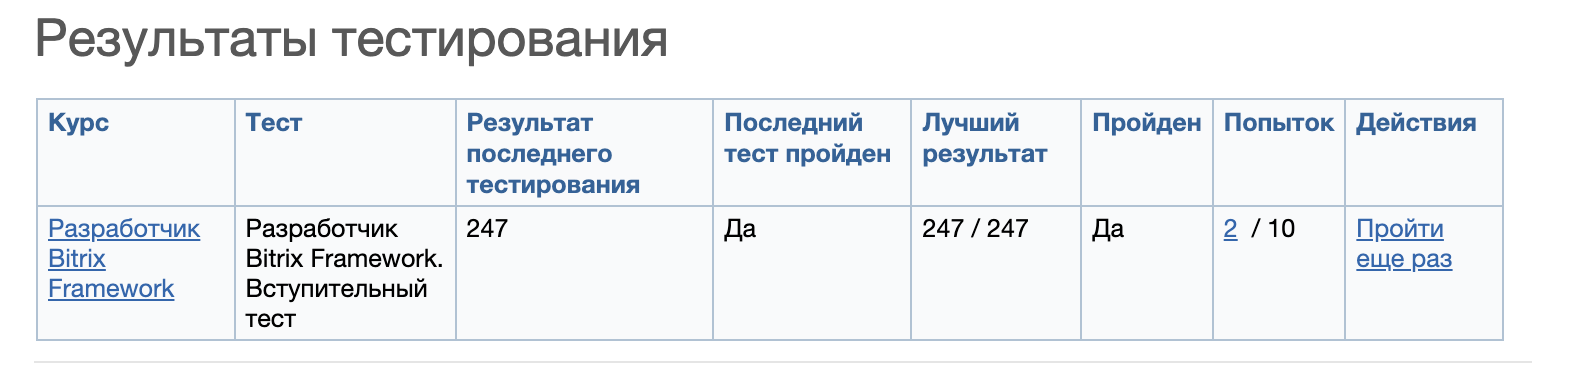 Результаты тестирования
Курс
Тест
Результат
последнего
тестирования
Последний
тест пройден
Лучший
результат
Пройден
Попыток
Действия
Разработчик
Bitrix
Framework
Разработчик
Bitrix Framework.
Вступительный
тест
247
Да
247 / 247
Да
2 / 10
Пройти
еще раз